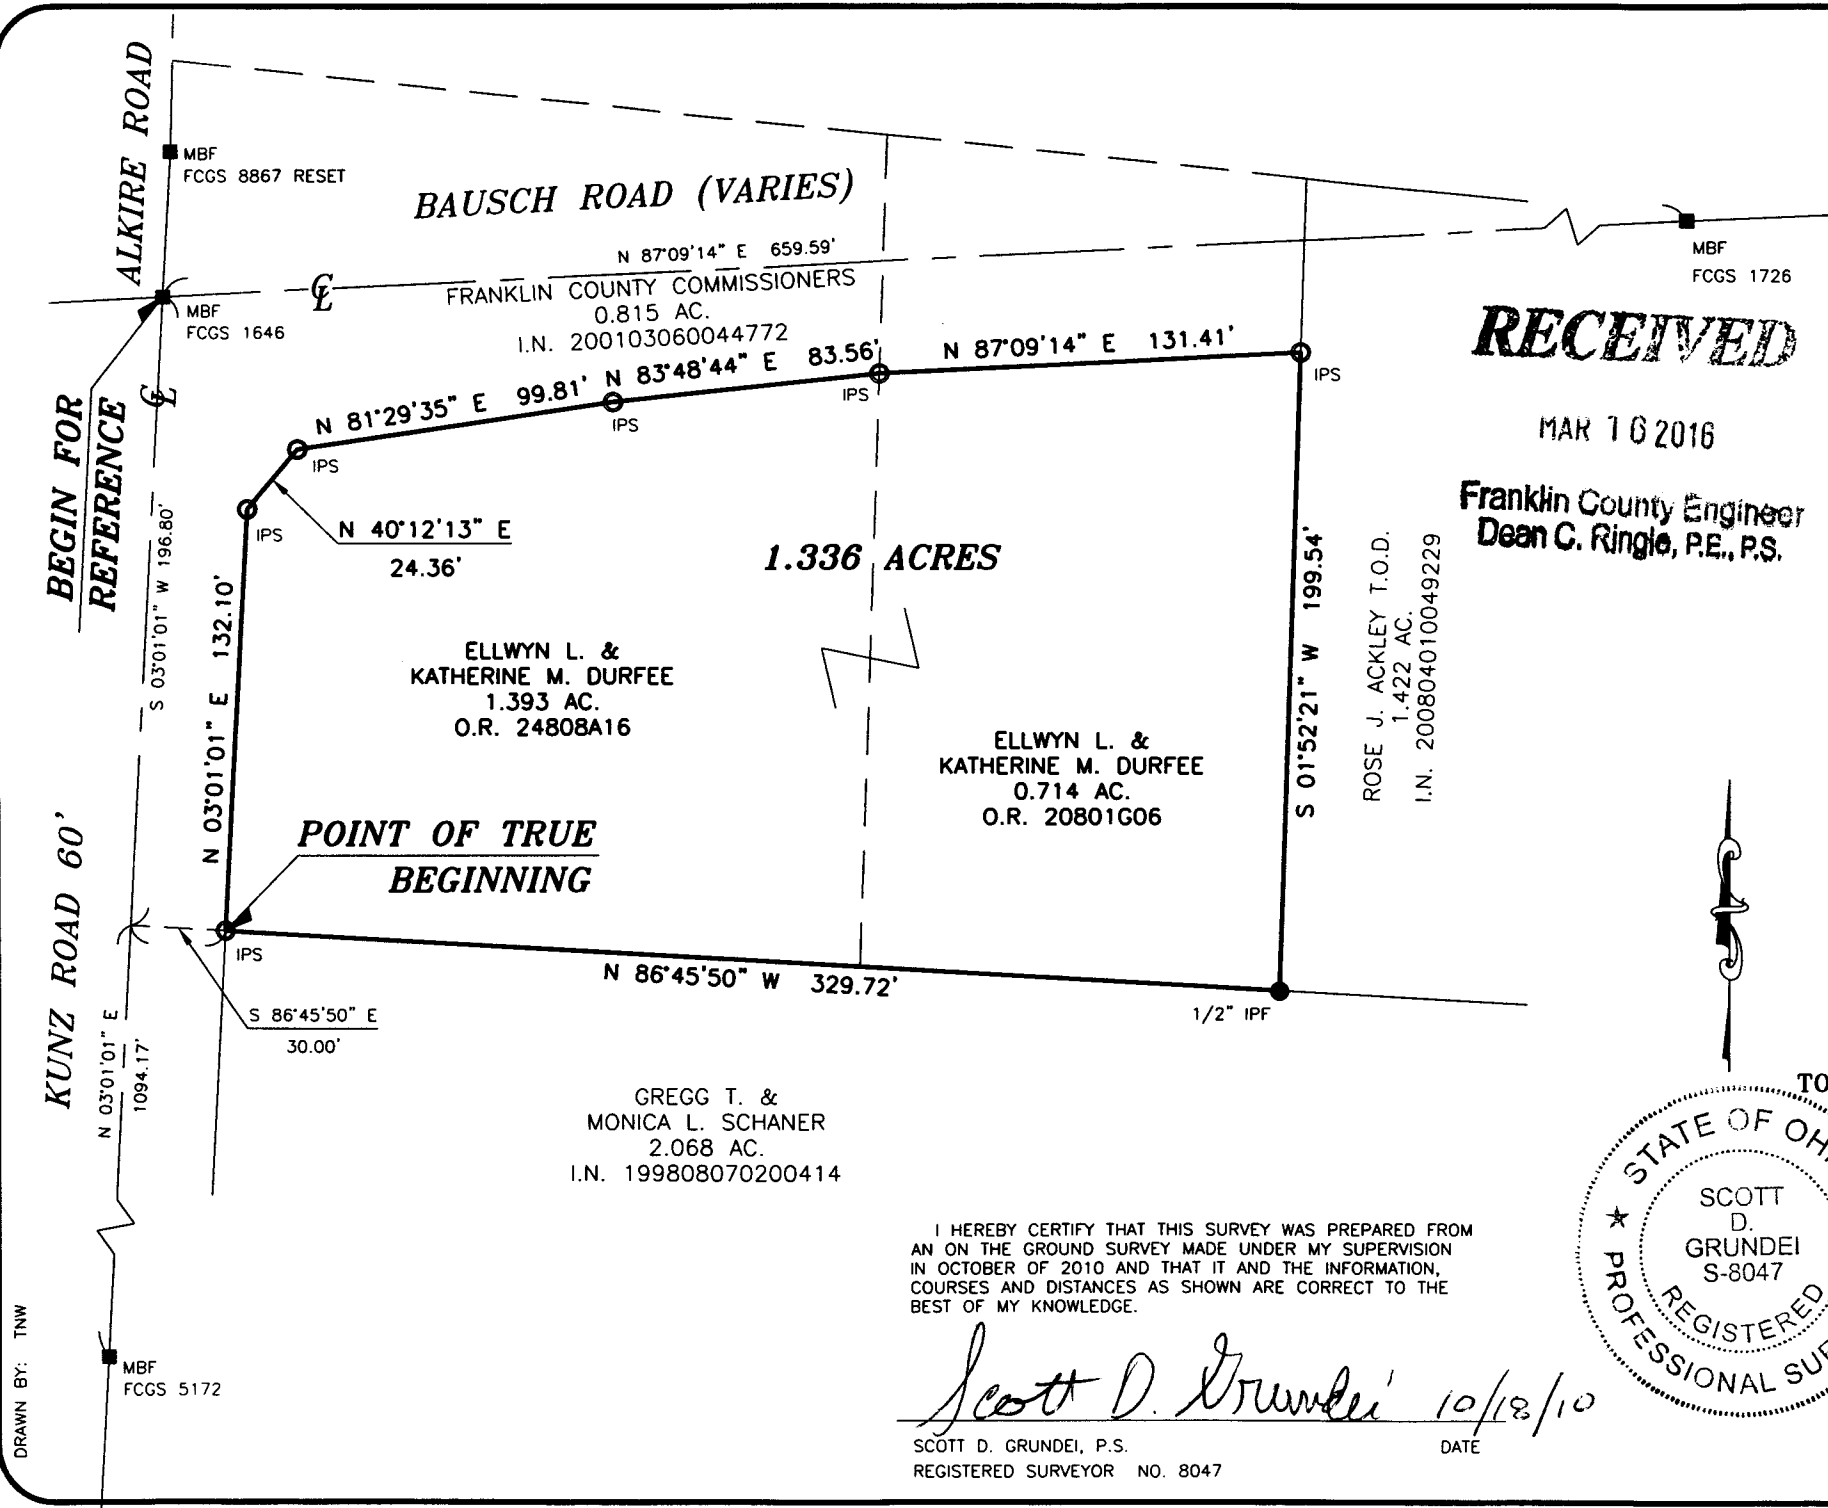 ALKIRE ROAD
MBF
FCGS 8867 RESET
BAUSCH ROAD (VARIES)
N 87°09'14" E 659.59'
FRANKLIN COUNTY COMMISSIONERS
0.815 AC.
I.N. 200103060044772
MBF
FCGS 1646
MBF
FCGS 1726
BEGIN FOR
REFERENCE
S 03°01'01" W 196.80'
N 81°29'35" E 99.81'
N 83°48'44" E 83.56'
N 87°09'14" E 131.41'
IPS
IPS
IPS
IPS
IPS
N 40°12'13" E
24.36'
RECEIVED
MAR 16 2016
Franklin County Engineer
Dean C. Ringle, P.E., P.S.
1.336 ACRES
N 03°01'01" E 132.10'
ELLWYN L. &
KATHERINE M. DURFEE
1.393 AC.
O.R. 24808A16
ELLWYN L. &
KATHERINE M. DURFEE
0.714 AC.
O.R. 20801G06
S 01°52'21" W 199.54'
ROSE J. ACKLEY T.O.D.
1.422 AC.
I.N. 200804010049229
POINT OF TRUE
BEGINNING
IPS
KUNZ ROAD 60'
N 86°45'50" W 329.72'
1/2" IPF
S 86°45'50" E
30.00'
N 03°01'01" E
1094.17'
GREGG T. &
MONICA L. SCHANER
2.068 AC.
I.N. 199808070200414
TO
STATE OF OH
SCOTT
D.
GRUNDEI
S-8047
REGISTERED
PROFESSIONAL SU
I HEREBY CERTIFY THAT THIS SURVEY WAS PREPARED FROM
AN ON THE GROUND SURVEY MADE UNDER MY SUPERVISION
IN OCTOBER OF 2010 AND THAT IT AND THE INFORMATION,
COURSES AND DISTANCES AS SHOWN ARE CORRECT TO THE
BEST OF MY KNOWLEDGE.
Scott D. Grundei 10/18/10
SCOTT D. GRUNDEI, P.S. DATE
REGISTERED SURVEYOR NO. 8047
MBF
FCGS 5172
DRAWN BY: TNW